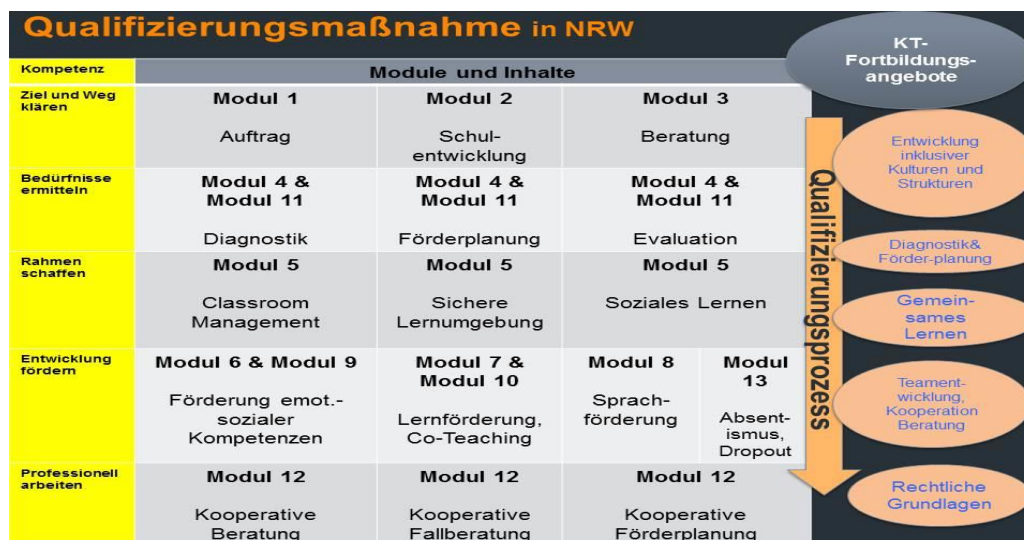 Qualifizierungsmaßnahme in NRW
KT-
Fortbildungs-
angebote
Kompetenz
Module und Inhalte
Ziel und Weg
klären
Modul 1
Auftrag
Modul 2
Schul-
entwicklung
Modul 3
Beratung
Bedürfnisse
ermitteln
Modul 4 &
Modul 11
Diagnostik
Modul 4 &
Modul 11
Förderplanung
Modul 4 &
Modul 11
Evaluation
Rahmen
schaffen
Modul 5
Classroom
Management
Modul 5
Sichere
Lernumgebung
Modul 5
Soziales Lernen
Entwicklung
fördern
Modul 6 & Modul 9
Förderung emot.-
sozialer
Kompetenzen
Modul 7 &
Modul 10
Lernförderung,
Co-Teaching
Modul 8
Sprach-
förderung
Modul
13
Absent-
ismus,
Dropout
Professionell
arbeiten
Modul 12
Kooperative
Beratung
Modul 12
Kooperative
Fallberatung
Modul 12
Kooperative
Förderplanung
Qualifizierungsprozess
Entwicklung
inklusiver
Kulturen und
Strukturen
Diagnostik&
Förder-planung
Gemein-
sames
Lernen
Teament-
wicklung,
Kooperation
Beratung
Rechtliche
Grundlagen